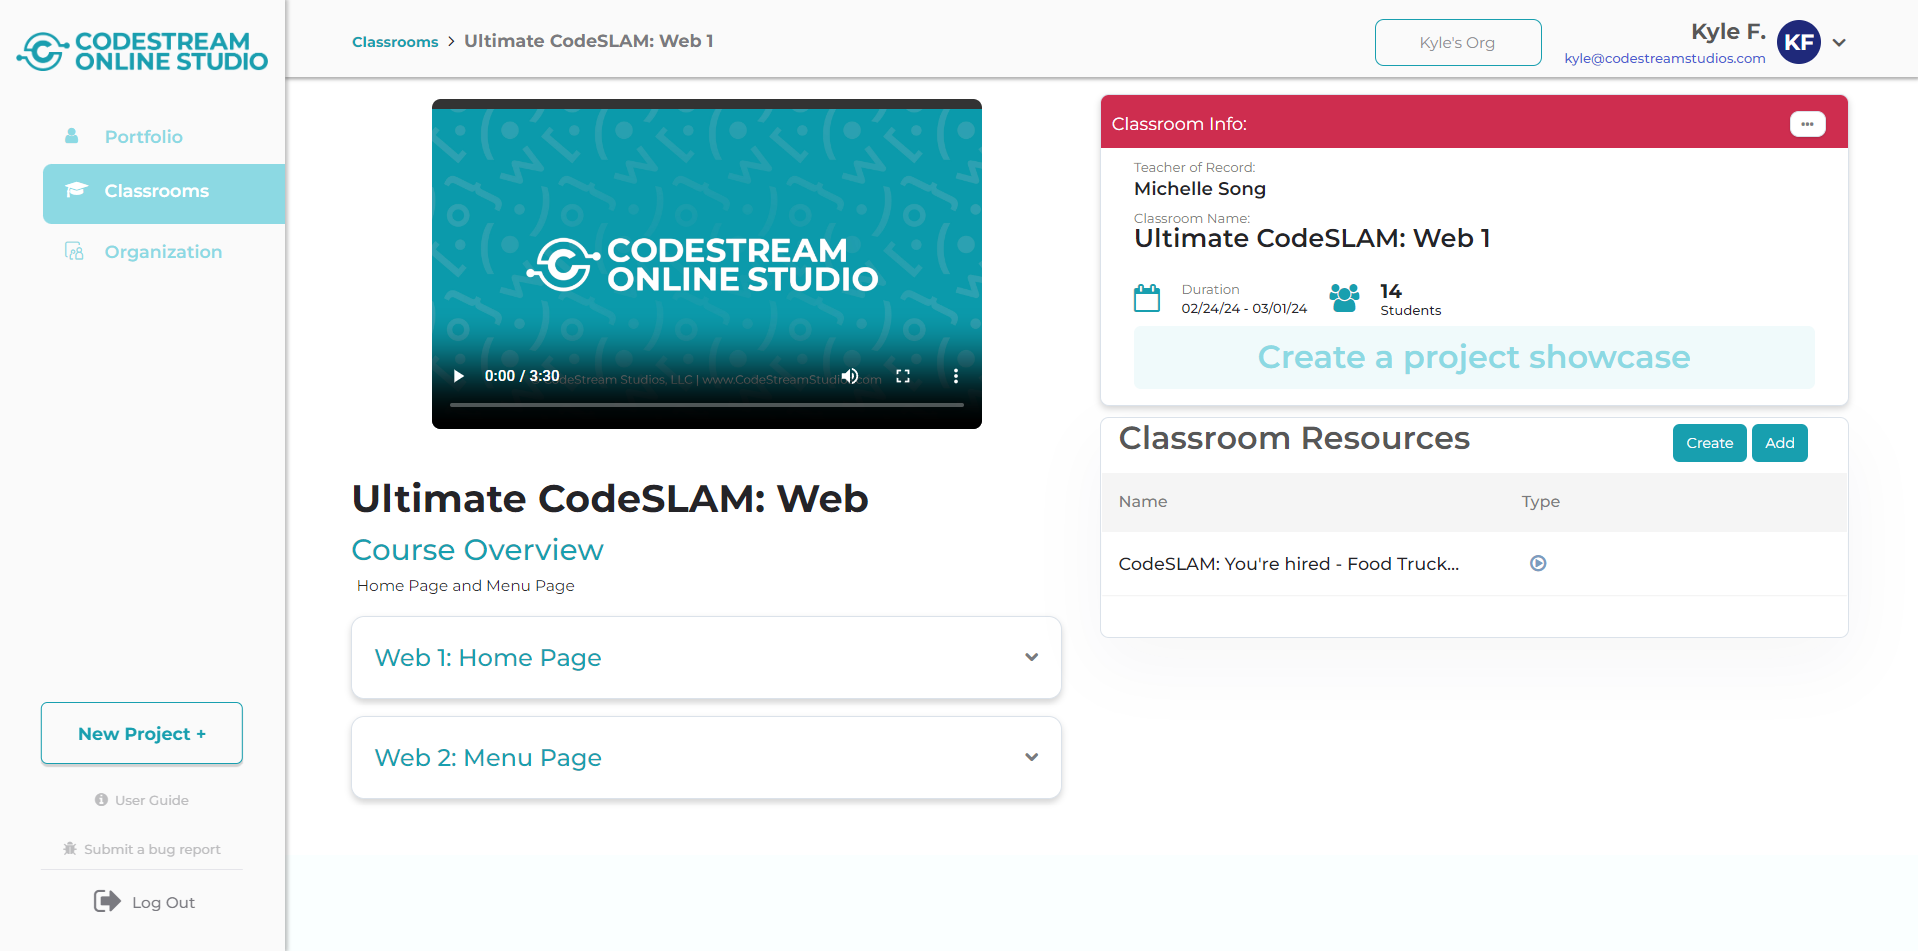 CODESTREAM
ONLINE STUDIO
Portfolio
Classrooms
Organization
New Project +
User Guide
Submit a bug report
Log Out
Classrooms > Ultimate CodeSLAM: Web 1
Kyle's Org
Kyle F.
kyle@codestreamstudios.com
KF
CODESTREAM
ONLINE STUDIO
0:00 / 3:30
deStream Studios, LLC | www.CodeStreamStudio .com
Ultimate CodeSLAM: Web
Course Overview
Home Page and Menu Page
Web 1: Home Page
Web 2: Menu Page
Classroom Info:
Teacher of Record:
Michelle Song
Classroom Name:
Ultimate CodeSLAM: Web 1
Duration
02/24/24 - 03/01/24
14
Students
Create a project showcase
Classroom Resources
Create
Add
Name Type
CodeSLAM: You're hired - Food Truck...